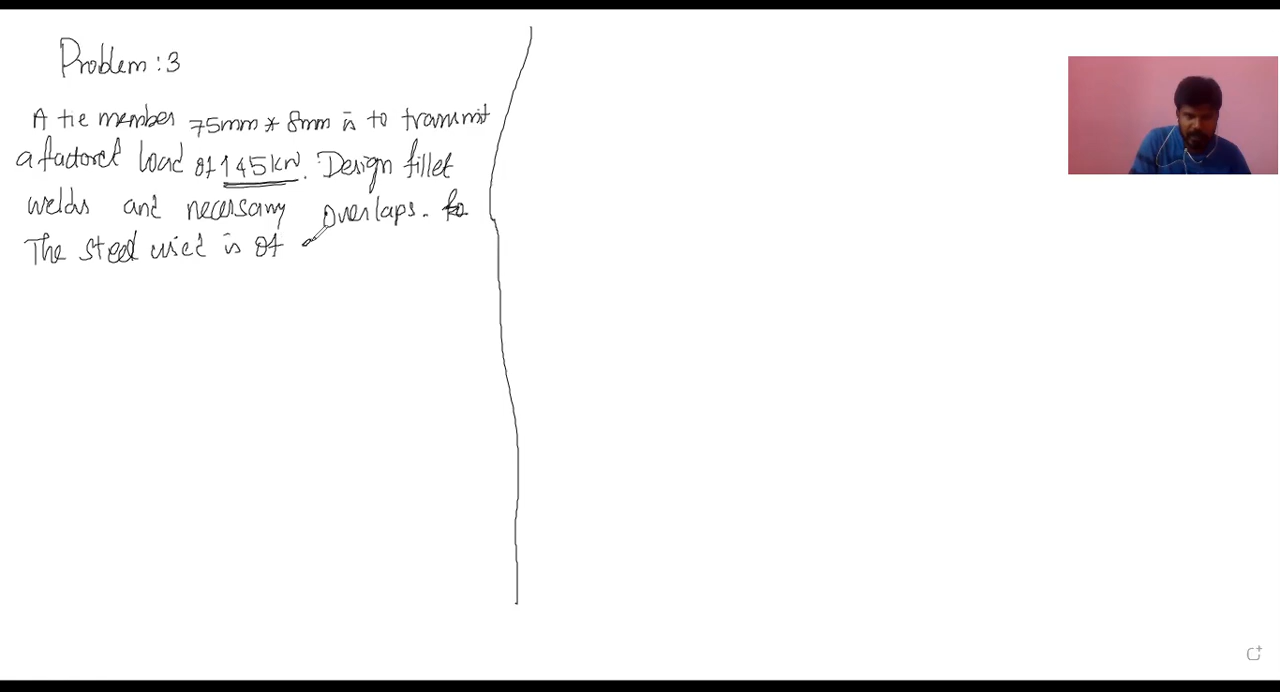 Problem : 3
A tie member 75mm * 8mm is to transmit
a factored load of 145kN. Design fillet
welds and necessary overlaps.
The steel used is of